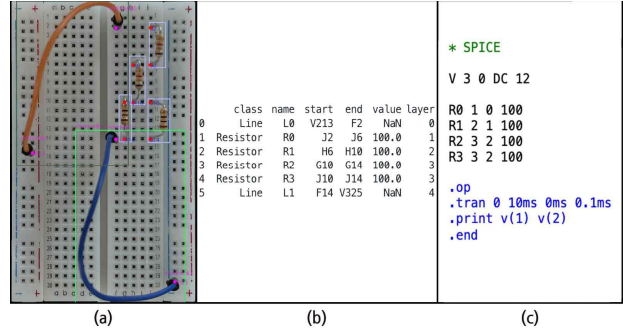 class name start end value layer
0 Line L0 V213 F2 NaN 0
1 Resistor R0 J2 J6 100.0 1
2 Resistor R1 H6 H10 100.0 2
3 Resistor R2 G10 G14 100.0 3
4 Resistor R3 J10 J14 100.0 3
5 Line L1 F14 V325 NaN 4
* SPICE
V 3 0 DC 12
R0 1 0 100
R1 2 1 100
R2 3 2 100
R3 3 2 100
.op
.tran 0 10ms 0ms 0.1ms
.print v(1) v(2)
.end
(a) (b) (c)